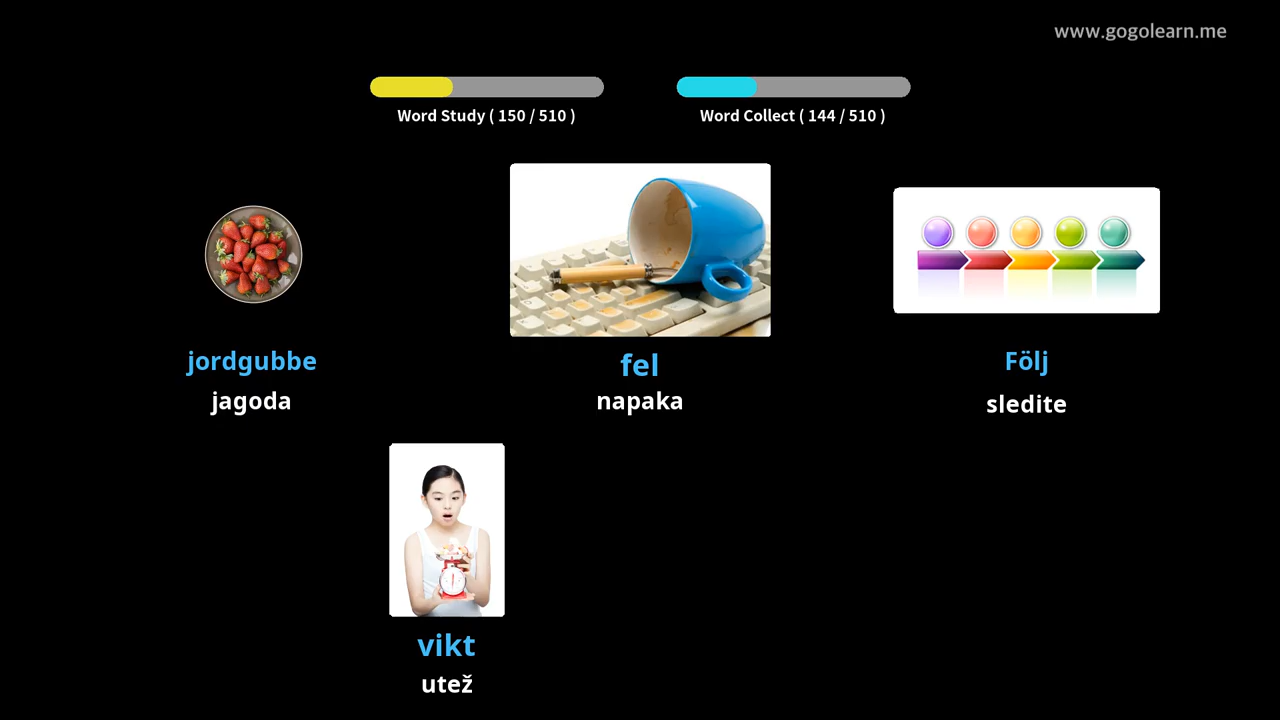 www.gogolearn.me
Word Study ( 150 / 510 )
Word Collect ( 144 / 510 )
jordgubbe
jagoda
fel
napaka
Följ
sledite
vikt
utež